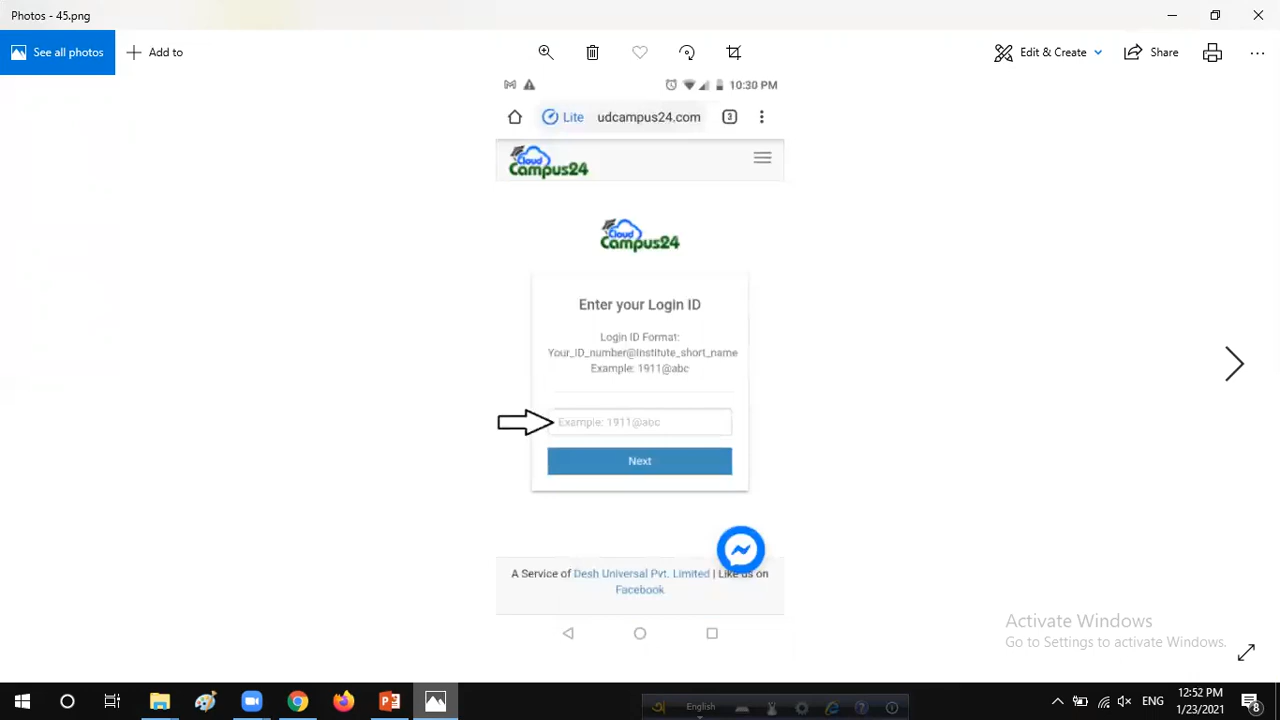 Photos - 45.png
See all photos
Add to
Edit & Create
Share
10:30 PM
Lite udcampus24.com 3
Cloud
Campus24
Cloud
Campus24
Enter your Login ID
Login ID Format:
Your_ID_number@institute_short_name
Example: 1911@abc
Example: 1911@abc
Next
A Service of Desh Universal Pvt. Limited | Like us on
Facebook
Activate Windows
Go to Settings to activate Windows.
English
ENG
12:52 PM
1/23/2021
8